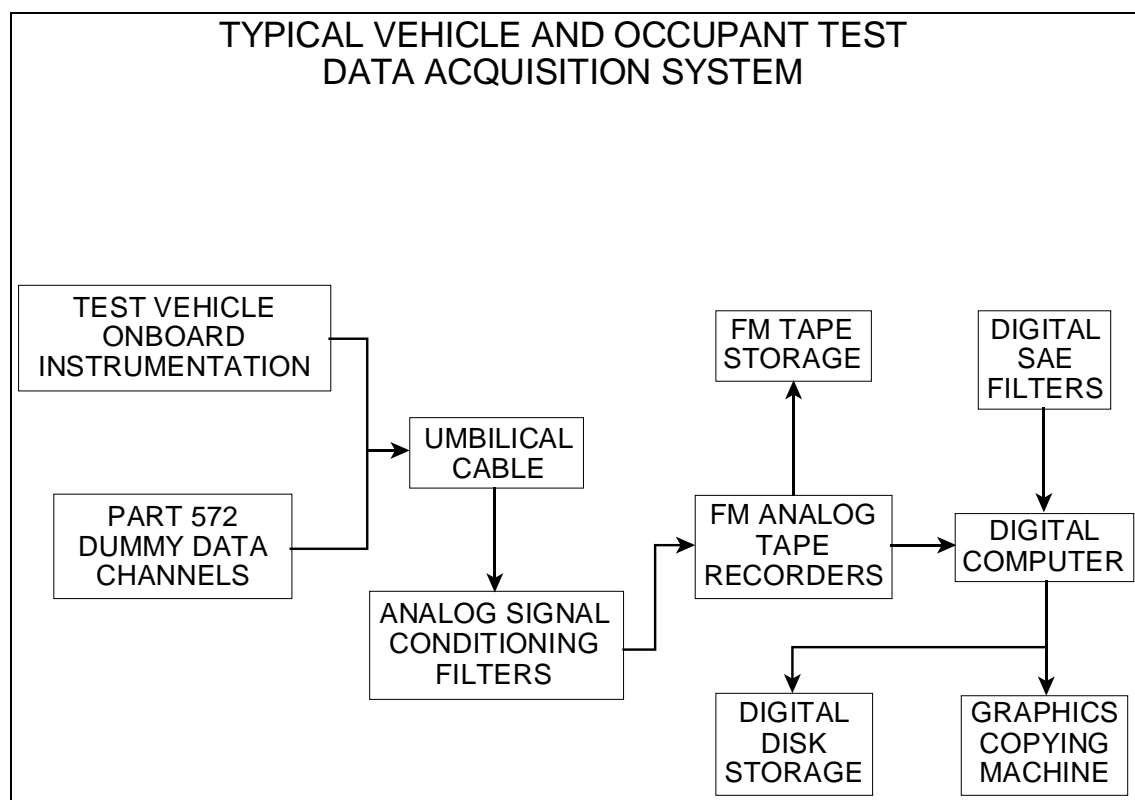 TYPICAL VEHICLE AND OCCUPANT TEST
DATA ACQUISITION SYSTEM
TEST VEHICLE
ONBOARD
INSTRUMENTATION
PART 572
DUMMY DATA
CHANNELS
UMBILICAL
CABLE
ANALOG SIGNAL
CONDITIONING
FILTERS
FM TAPE
STORAGE
FM ANALOG
TAPE
RECORDERS
DIGITAL
SAE
FILTERS
DIGITAL
COMPUTER
DIGITAL
DISK
STORAGE
GRAPHICS
COPYING
MACHINE